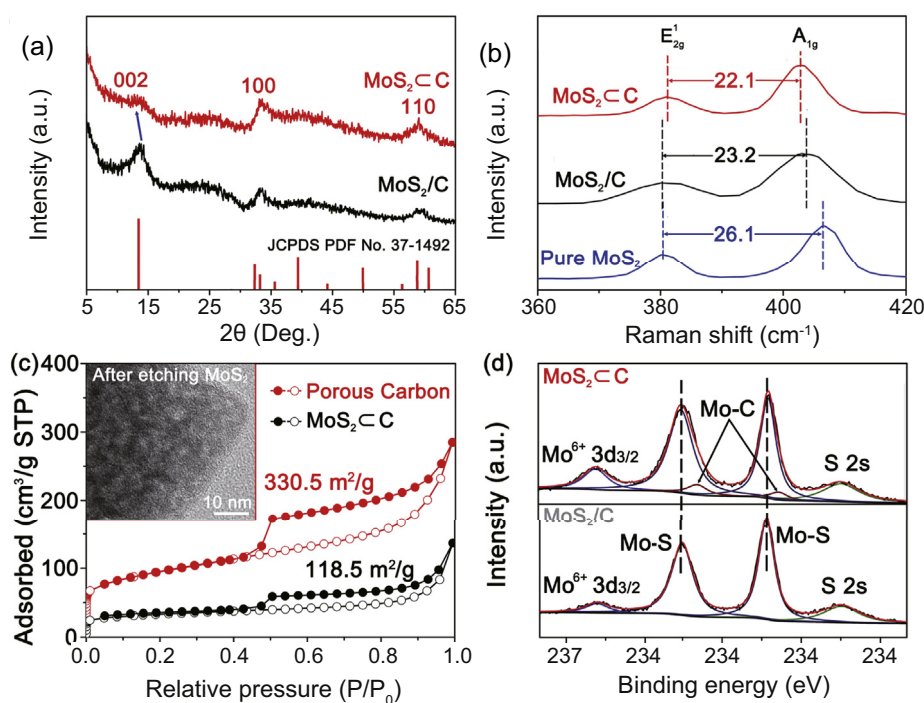 (a)
002
100
MoS₂⊂C
110
MoS₂/C
JCPDS PDF No. 37-1492
Intensity (a.u.)
5 15 25 35 45 55 65
2θ (Deg.)
(b)
E¹₂g
A₁g
22.1
MoS₂⊂C
23.2
MoS₂/C
26.1
Pure MoS₂
Intensity (a.u.)
360 380 400 420
Raman shift (cm⁻¹)
(c)
400
300
200
100
0
After etching MoS₂
10 nm
Porous Carbon
MoS₂⊂C
330.5 m²/g
118.5 m²/g
Adsorbed (cm³/g STP)
0.0 0.2 0.4 0.6 0.8 1.0
Relative pressure (P/P₀)
(d)
MoS₂⊂C
Mo-C
Mo⁶⁺ 3d₃/₂
S 2s
MoS₂/C
Mo-S
Mo-S
Mo⁶⁺ 3d₃/₂
S 2s
Intensity (a.u.)
237 234 234 234 234
Binding energy (eV)